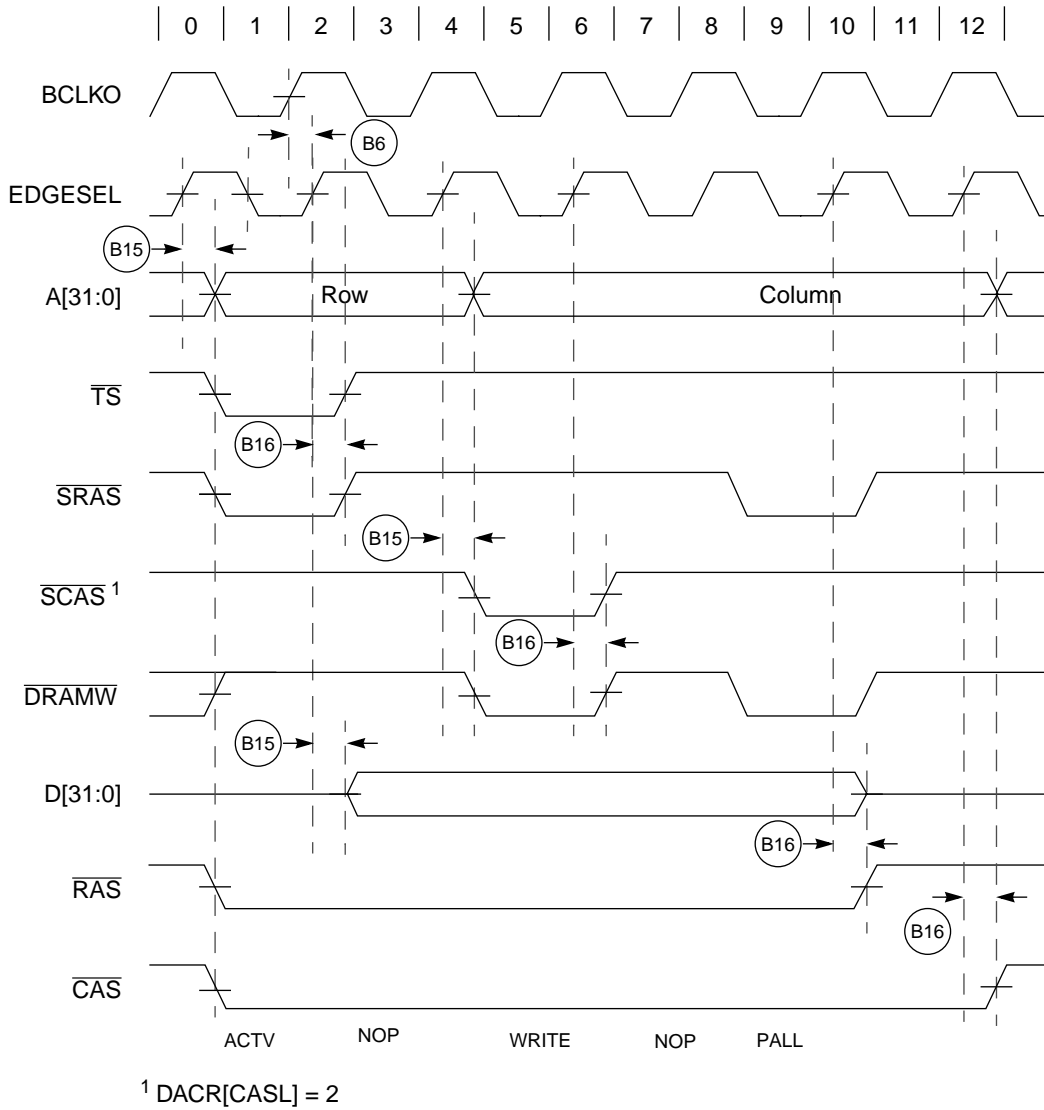 0 1 2 3 4 5 6 7 8 9 10 11 12
BCLKO
B6
EDGESEL
B15
A[31:0] Row Column
TS
B16
SRAS
B15
SCAS 1
B16
DRAMW
B15
D[31:0]
B16
RAS
B16
CAS
ACTV NOP WRITE NOP PALL
1 DACR[CASL] = 2